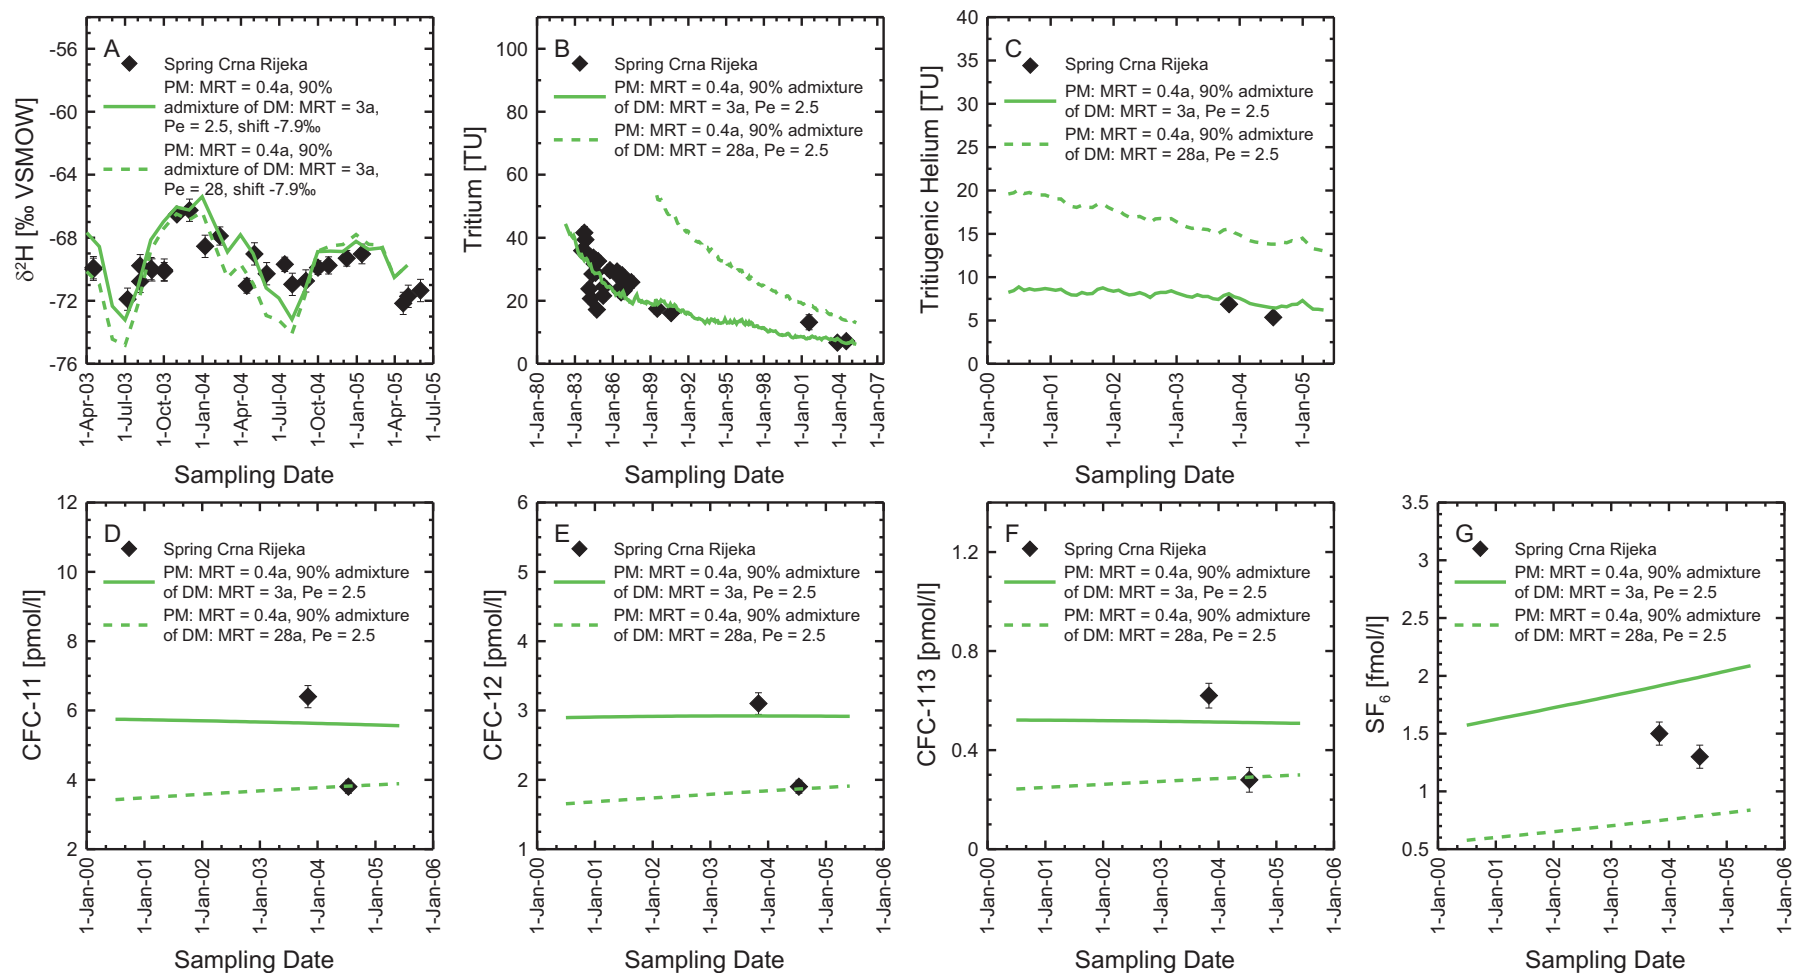 A
Spring Crna Rijeka
PM: MRT = 0.4a, 90%
admixture of DM: MRT = 3a,
Pe = 2.5, shift -7.9‰
PM: MRT = 0.4a, 90%
admixture of DM: MRT = 3a,
Pe = 28, shift -7.9‰
δ²H [‰ VSMOW]
-56
-60
-64
-68
-72
-76
1-Apr-03
1-Jul-03
1-Oct-03
1-Jan-04
1-Apr-04
1-Jul-04
1-Oct-04
1-Jan-05
1-Apr-05
1-Jul-05
Sampling Date
B
Spring Crna Rijeka
PM: MRT = 0.4a, 90% admixture
of DM: MRT = 3a, Pe = 2.5
PM: MRT = 0.4a, 90% admixture
of DM: MRT = 28a, Pe = 2.5
Tritium [TU]
100
80
60
40
20
0
1-Jan-80
1-Jan-83
1-Jan-86
1-Jan-89
1-Jan-92
1-Jan-95
1-Jan-98
1-Jan-01
1-Jan-04
1-Jan-07
Sampling Date
C
Spring Crna Rijeka
PM: MRT = 0.4a, 90% admixture
of DM: MRT = 3a, Pe = 2.5
PM: MRT = 0.4a, 90% admixture
of DM: MRT = 28a, Pe = 2.5
Tritiugenic Helium [TU]
40
35
30
25
20
15
10
5
0
1-Jan-00
1-Jan-01
1-Jan-02
1-Jan-03
1-Jan-04
1-Jan-05
Sampling Date
D
Spring Crna Rijeka
PM: MRT = 0.4a, 90% admixture
of DM: MRT = 3a, Pe = 2.5
PM: MRT = 0.4a, 90% admixture
of DM: MRT = 28a, Pe = 2.5
CFC-11 [pmol/l]
12
10
8
6
4
2
1-Jan-00
1-Jan-01
1-Jan-02
1-Jan-03
1-Jan-04
1-Jan-05
1-Jan-06
Sampling Date
E
Spring Crna Rijeka
PM: MRT = 0.4a, 90% admixture
of DM: MRT = 3a, Pe = 2.5
PM: MRT = 0.4a, 90% admixture
of DM: MRT = 28a, Pe = 2.5
CFC-12 [pmol/l]
6
5
4
3
2
1
1-Jan-00
1-Jan-01
1-Jan-02
1-Jan-03
1-Jan-04
1-Jan-05
1-Jan-06
Sampling Date
F
Spring Crna Rijeka
PM: MRT = 0.4a, 90% admixture
of DM: MRT = 3a, Pe = 2.5
PM: MRT = 0.4a, 90% admixture
of DM: MRT = 28a, Pe = 2.5
CFC-113 [pmol/l]
1.2
0.8
0.4
0
1-Jan-00
1-Jan-01
1-Jan-02
1-Jan-03
1-Jan-04
1-Jan-05
1-Jan-06
Sampling Date
G
Spring Crna Rijeka
PM: MRT = 0.4a, 90% admixture
of DM: MRT = 3a, Pe = 2.5
PM: MRT = 0.4a, 90% admixture
of DM: MRT = 28a, Pe = 2.5
SF₆ [fmol/l]
3.5
3
2.5
2
1.5
1
0.5
1-Jan-00
1-Jan-01
1-Jan-02
1-Jan-03
1-Jan-04
1-Jan-05
1-Jan-06
Sampling Date